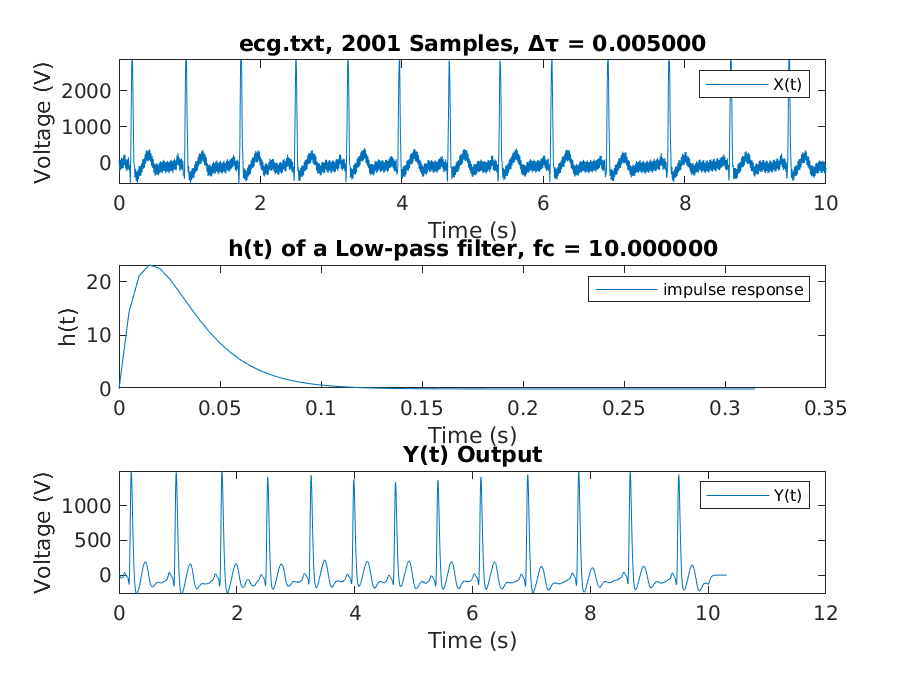 ecg.txt, 2001 Samples, Δτ = 0.005000
Voltage (V)
2000
1000
0
X(t)
0 2 4 6 8 10
Time (s)
h(t) of a Low-pass filter, fc = 10.000000
h(t)
20
10
0
impulse response
0 0.05 0.1 0.15 0.2 0.25 0.3 0.35
Time (s)
Y(t) Output
Voltage (V)
1000
500
0
Y(t)
0 2 4 6 8 10 12
Time (s)